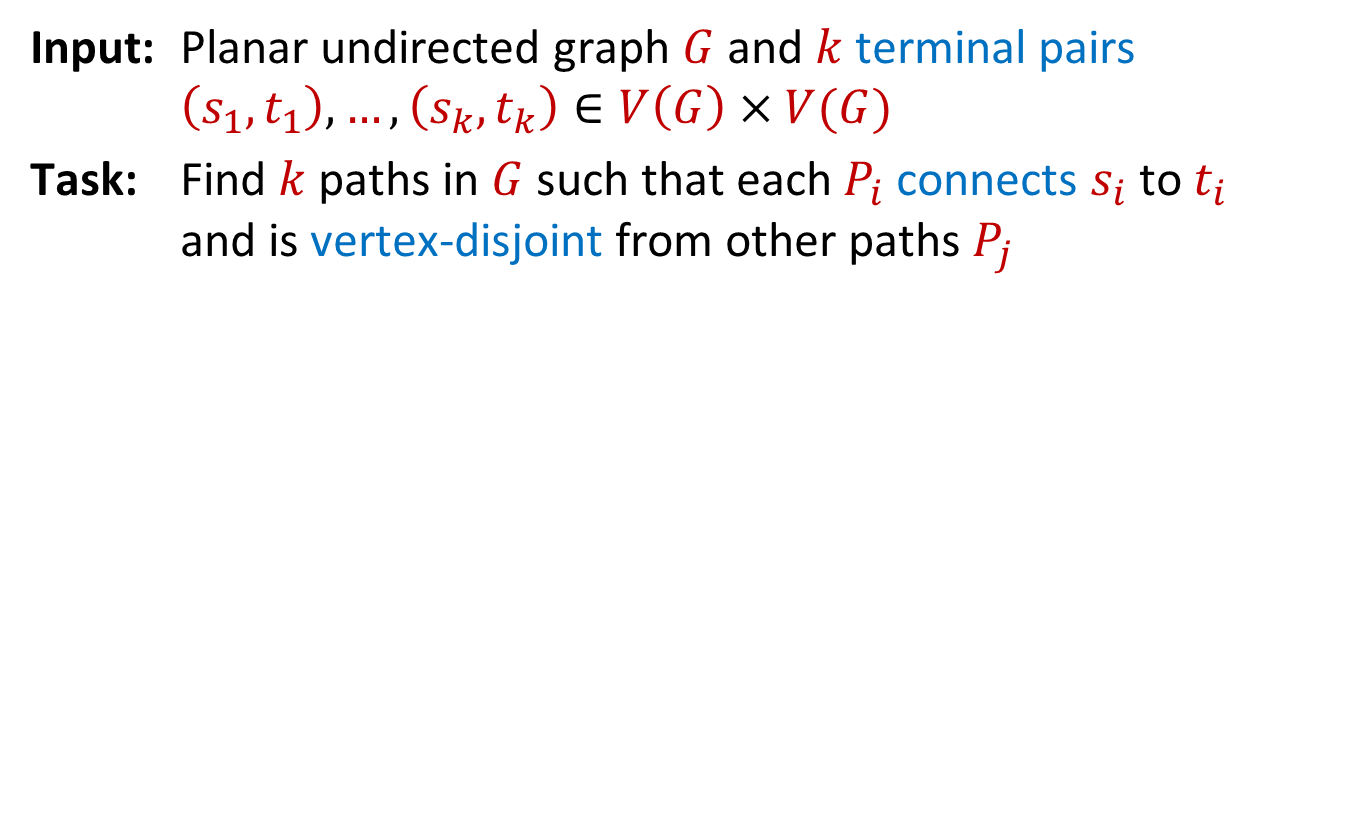 Input: Planar undirected graph G and k terminal pairs
(s₁, t₁), …, (sₖ, tₖ) ∈ V(G) × V(G)
Task: Find k paths in G such that each Pᵢ connects sᵢ to tᵢ
and is vertex-disjoint from other paths Pⱼ